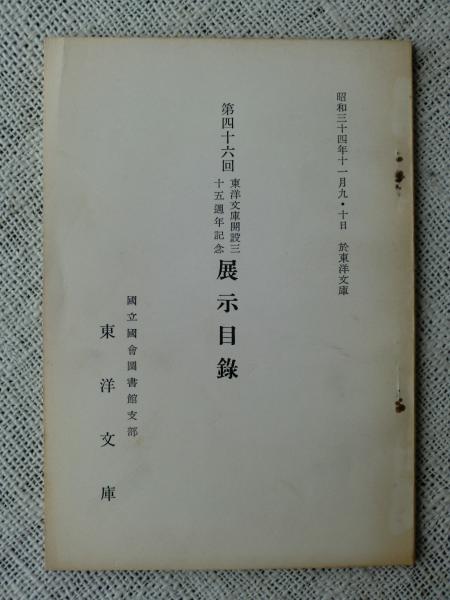 昭和三十四年十一月九・十日 於東洋文庫
第四十六回
東洋文庫開設三
十五週年記念
展示目錄
國立國會圖書館支部
東洋文庫